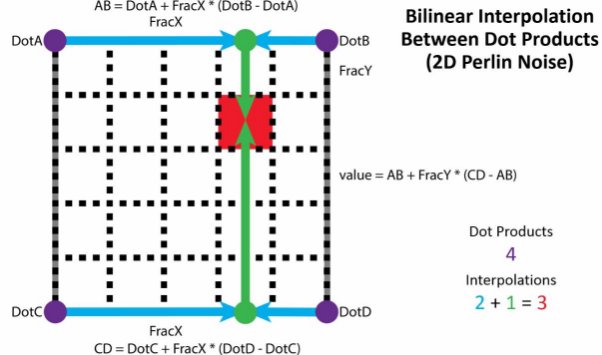 AB = DotA + FracX * (DotB - DotA)
FracX
Bilinear Interpolation
Between Dot Products
(2D Perlin Noise)
DotA
DotB
FracY
value = AB + FracY * (CD - AB)
Dot Products
4
Interpolations
2 + 1 = 3
DotC
DotD
FracX
CD = DotC + FracX * (DotD - DotC)